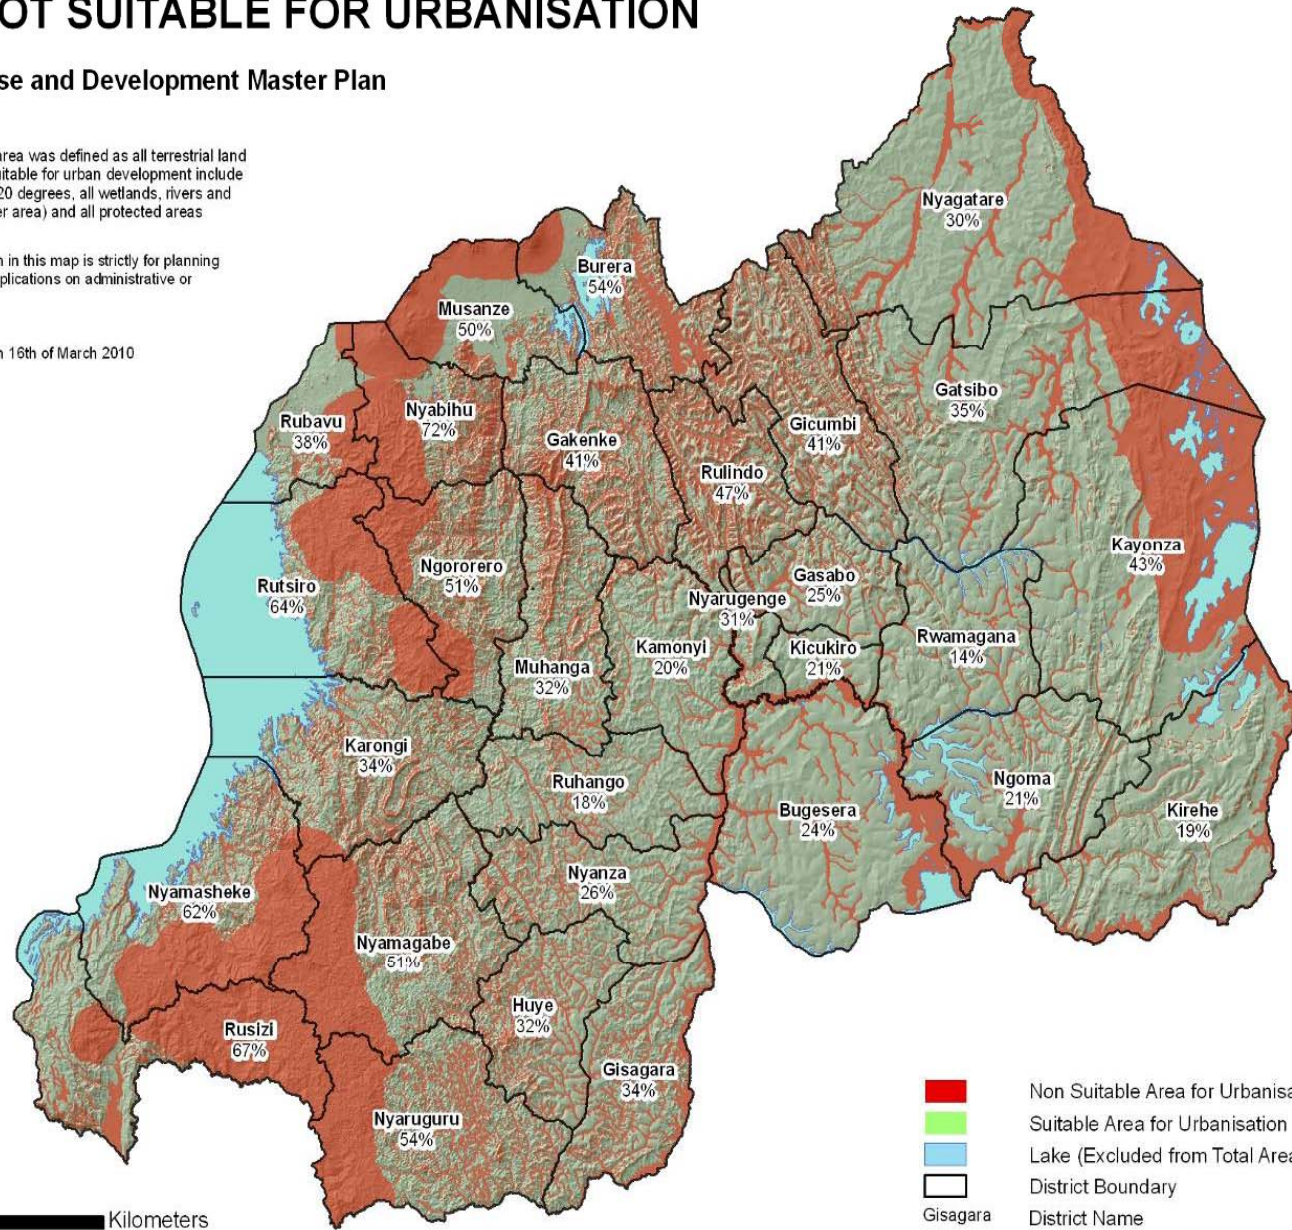 OT SUITABLE FOR URBANISATION
se and Development Master Plan
area was defined as all terrestrial land
uitable for urban development include
20 degrees, all wetlands, rivers and
er area) and all protected areas
n in this map is strictly for planning
plications on administrative or
n 16th of March 2010
Nyagatare
30%
Burera
54%
Musanze
50%
Gatsibo
35%
Rubavu
38%
Nyabihu
72%
Gakenke
41%
Gicumbi
41%
Rulindo
47%
Kayonza
43%
Rutsiro
64%
Ngororero
51%
Gasabo
25%
Nyarugenge
31%
Muhanga
32%
Kamonyi
20%
Kicukiro
21%
Rwamagana
14%
Karongi
34%
Ruhango
18%
Bugesera
24%
Ngoma
21%
Kirehe
19%
Nyamasheke
62%
Nyanza
26%
Nyamagabe
51%
Huye
32%
Rusizi
67%
Gisagara
34%
Nyaruguru
54%
Non Suitable Area for Urbanisa
Suitable Area for Urbanisation
Lake (Excluded from Total Area
District Boundary
Gisagara District Name
Kilometers